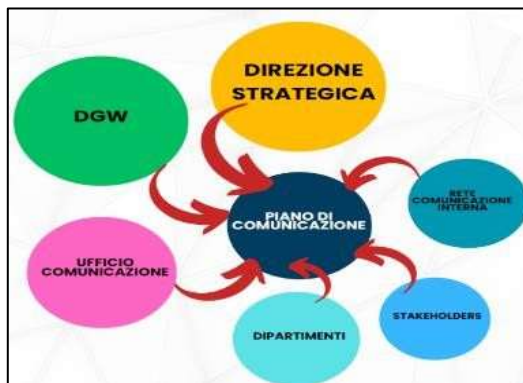 DIREZIONE
STRATEGICA
DGW
RETE
COMUNICAZIONE
INTERNA
PIANO DI
COMUNICAZIONE
UFFICIO
COMUNICAZIONE
STAKEHOLDERS
DIPARTIMENTI